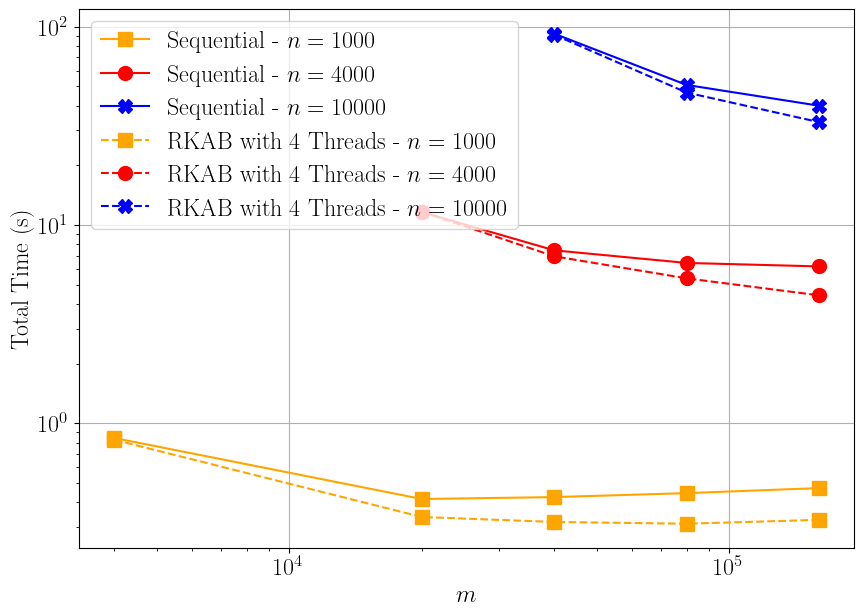 10²
10¹
10⁰
Total Time (s)
Sequential - n = 1000
Sequential - n = 4000
Sequential - n = 10000
RKAB with 4 Threads - n = 1000
RKAB with 4 Threads - n = 4000
RKAB with 4 Threads - n = 10000
10⁴
10⁵
m